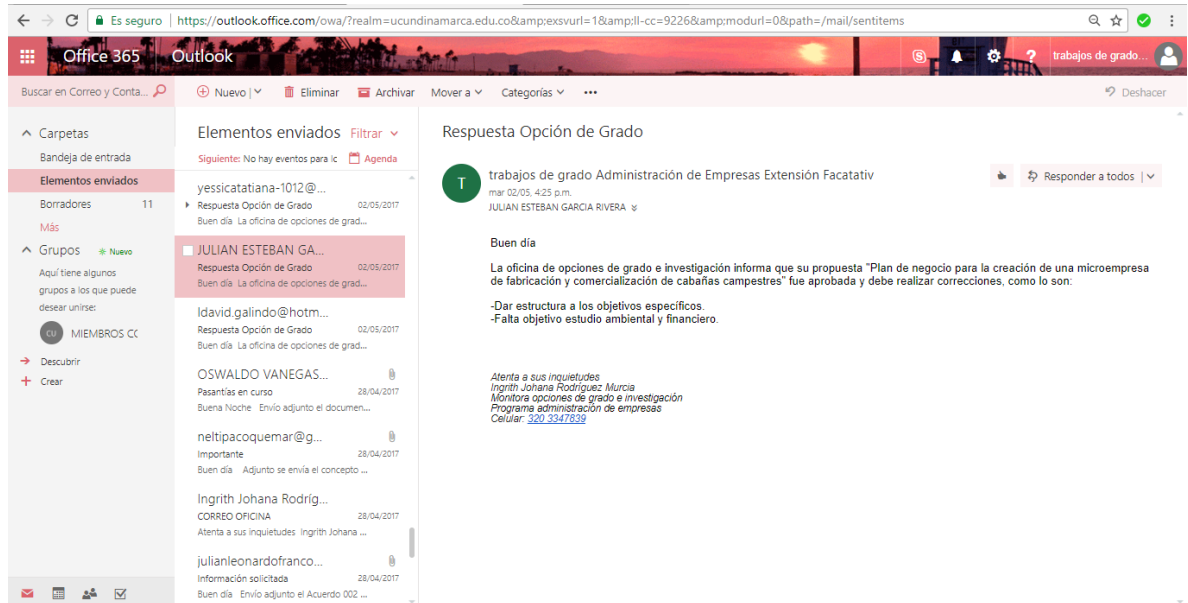 Es seguro | https://outlook.office.com/owa/?realm=ucundinamarca.edu.co&amp;exsvurl=1&amp;ll-cc=9226&amp;modurl=0&path=/mail/sentitems
Office 365 Outlook trabajos de grado...
Buscar en Correo y Conta... Nuevo | Eliminar Archivar Mover a Categorías ••• Deshacer
Carpetas
Bandeja de entrada
Elementos enviados
Borradores 11
Más
Grupos Nuevo
Aquí tiene algunos
grupos a los que puede
desear unirse:
CU MIEMBROS CC
Descubrir
Crear
Elementos enviados Filtrar
Siguiente: No hay eventos para lc Agenda
yessicatatiana-1012@...
Respuesta Opción de Grado 02/05/2017
Buen día La oficina de opciones de grad...
JULIAN ESTEBAN GA...
Respuesta Opción de Grado 02/05/2017
Buen día La oficina de opciones de grad...
ldavid.galindo@hotm...
Respuesta Opción de Grado 02/05/2017
Buen día La oficina de opciones de grad...
OSWALDO VANEGAS...
Pasantías en curso 28/04/2017
Buena Noche Envío adjunto el documen...
neltipacoquemar@g...
Importante 28/04/2017
Buen día Adjunto se envía el concepto ...
Ingrith Johana Rodríg...
CORREO OFICINA 28/04/2017
Atenta a sus inquietudes Ingrith Johana ...
julianleonardofranco...
Información solicitada 28/04/2017
Buen día Envío adjunto el Acuerdo 002 ...
Respuesta Opción de Grado
T
trabajos de grado Administración de Empresas Extensión Facatativ
mar 02/05, 4:25 p.m.
JULIAN ESTEBAN GARCIA RIVERA
Responder a todos |
Buen día
La oficina de opciones de grado e investigación informa que su propuesta "Plan de negocio para la creación de una microempresa
de fabricación y comercialización de cabañas campestres" fue aprobada y debe realizar correcciones, como lo son:
-Dar estructura a los objetivos específicos.
-Falta objetivo estudio ambiental y financiero.
Atenta a sus inquietudes
Ingrith Johana Rodríguez Murcia
Monitora opciones de grado e investigación
Programa administración de empresas
Celular: 320 3347839